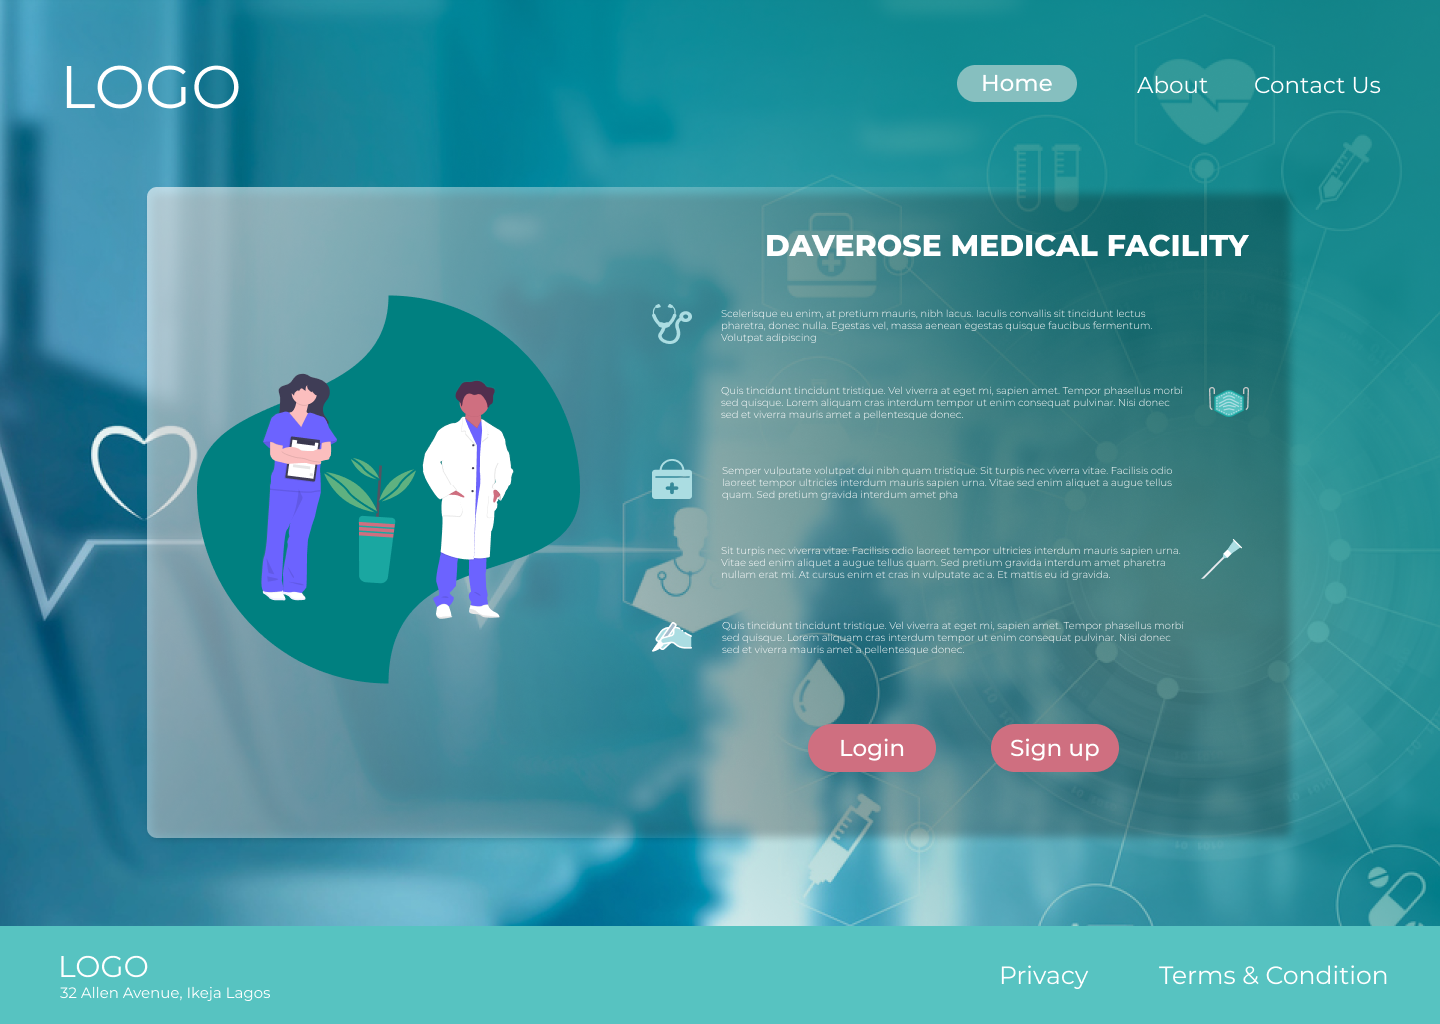 LOGO
Home
About
Contact Us
DAVEROSE MEDICAL FACILITY
Scelerisque eu enim, at pretium mauris, nibh lacus. Iaculis convallis sit tincidunt lectus
pharetra, donec nulla. Egestas vel, massa aenean egestas quisque faucibus fermentum.
Volutpat adipiscing
Quis tincidunt tincidunt tristique. Vel viverra at eget mi, sapien amet. Tempor phasellus morbi
sed quisque. Lorem aliquam cras interdum tempor ut enim consequat pulvinar. Nisi donec
sed et viverra mauris amet a pellentesque donec.
Semper vulputate volutpat dui nibh quam tristique. Sit turpis nec viverra vitae. Facilisis odio
laoreet tempor ultricies interdum mauris sapien urna. Vitae sed enim aliquet a augue tellus
quam. Sed pretium gravida interdum amet pha
Sit turpis nec viverra vitae. Facilisis odio laoreet tempor ultricies interdum mauris sapien urna.
Vitae sed enim aliquet a augue tellus quam. Sed pretium gravida interdum amet pharetra
nullam erat mi. At cursus enim et cras in vulputate ac a. Et mattis eu id gravida.
Quis tincidunt tincidunt tristique. Vel viverra at eget mi, sapien amet. Tempor phasellus morbi
sed quisque. Lorem aliquam cras interdum tempor ut enim consequat pulvinar. Nisi donec
sed et viverra mauris amet a pellentesque donec.
Login
Sign up
LOGO
32 Allen Avenue, Ikeja Lagos
Privacy
Terms & Condition